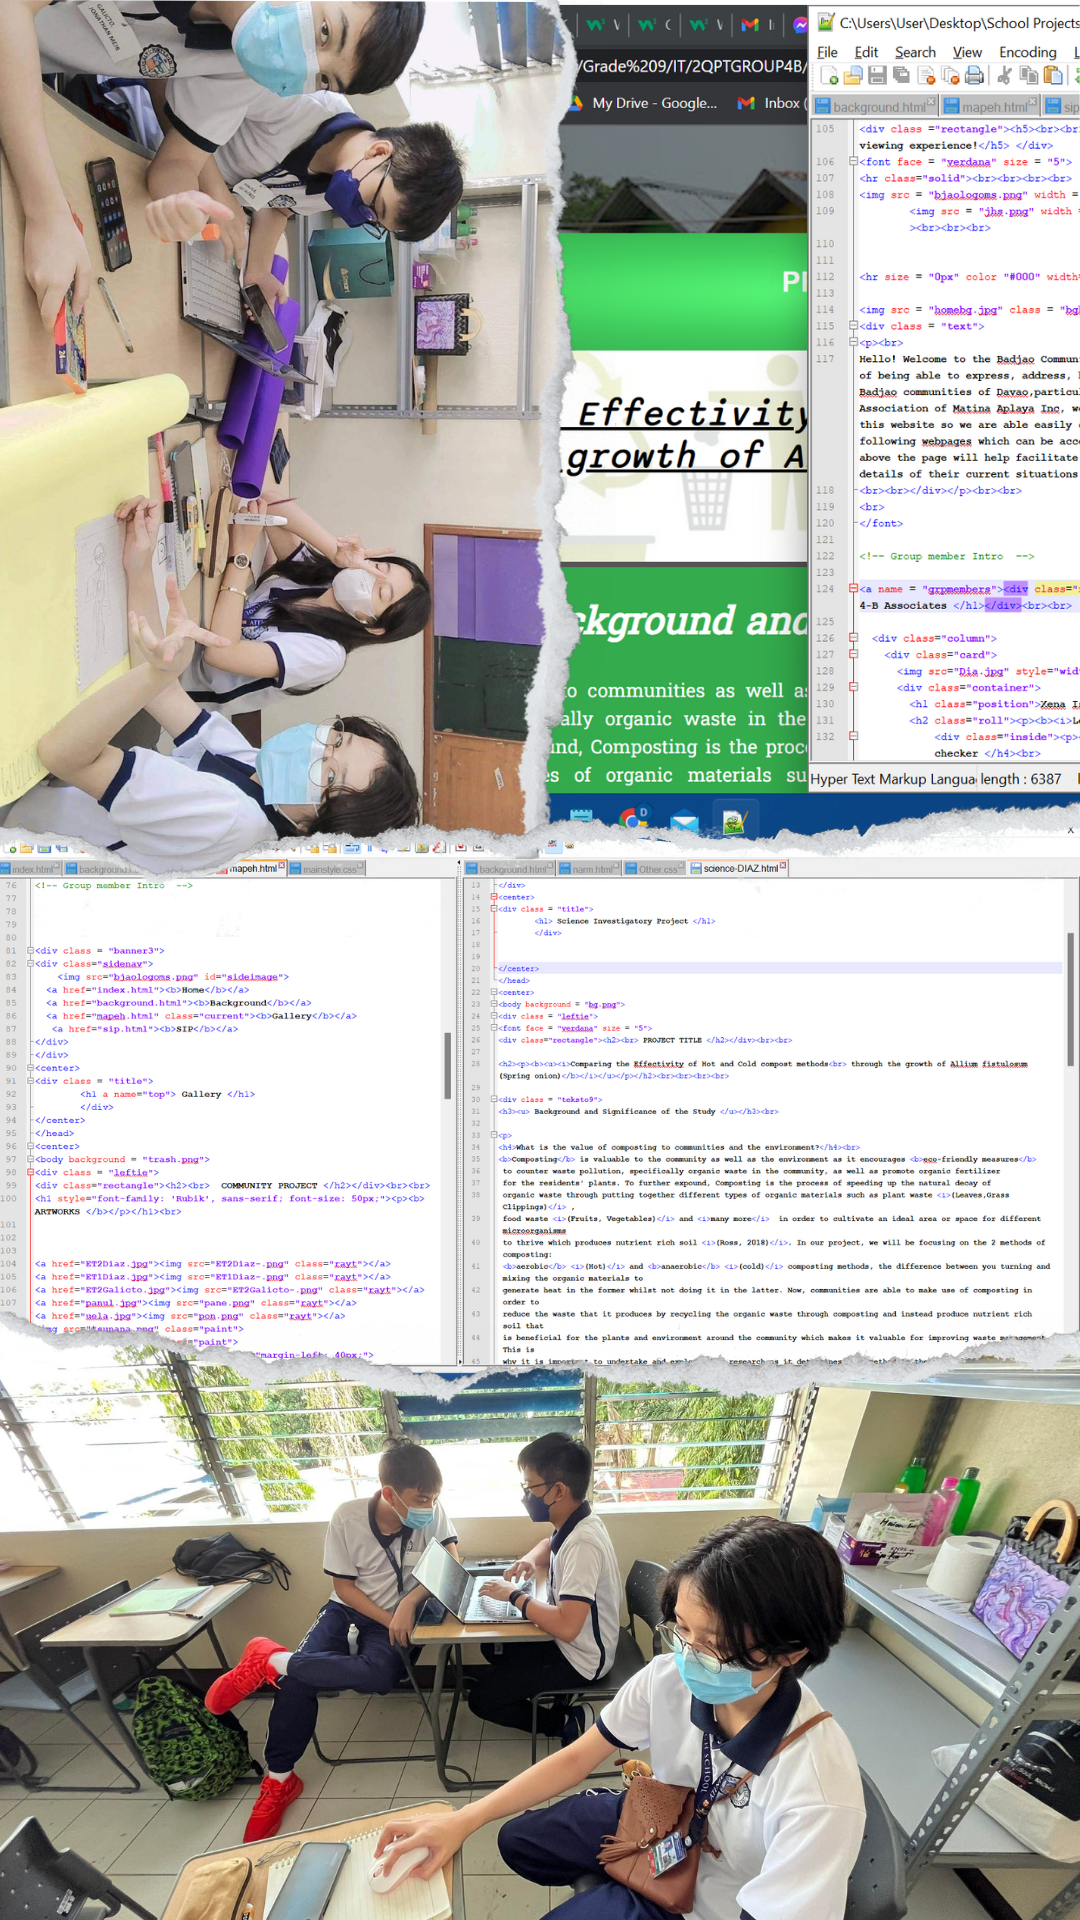 GALICTO,
JONATHAN MEIR
/Grade%209/IT/2QPTGROUP4B/
My Drive - Google...
Inbox (
Effectivity
growth of A
ckground and
to communities as well as
ally organic waste in the
nd, Composting is the proc
es of organic materials su
C:\Users\User\Desktop\School Projects
File Edit Search View Encoding L
background.html mapeh.html sip
105 <div class ="rectangle"><h5><br><br
viewing experience!</h5> </div>
106 <font face = "verdana" size = "5">
107 <hr class="solid"><br><br><br><br>
108 <img src = "bjaologoms.png" width =
109 <img src = "jhs.png" width =
><br><br><br>
110
111
112 <hr size = "0px" color "#000" width
113
114 <img src = "homebg.jpg" class = "bg
115 <div class = "text">
116 <p><br>
117 Hello! Welcome to the Badjao Commun
of being able to express, address,
Badjao communities of Davao,particul
Association of Matina Aplaya Inc, we
this website so we are able easily
following webpages which can be acce
above the page will help facilitate
details of their current situations
118 <br><br></div></p><br><br>
119 <br>
120 </font>
121
122 <!-- Group member Intro -->
123
124 <a name = "grpmembers"><div class="
4-B Associates </h1></div><br><br>
125
126 <div class="column">
127 <div class="card">
128 <img src="Dia.jpg" style="wid
129 <div class="container">
130 <h1 class="position">Xena I
131 <h2 class="roll"><p><b><i>L
132 <div class="inside"><p>
checker </h4><br>
Hyper Text Markup Langua length : 6387
index.html background. mapeh.html mainstyle.css
76 <!-- Group member Intro -->
77
78
79
80
81 <div class = "banner3">
82 <div class="sidenav">
83 <img src="bjaologoms.png" id="sideimage">
84 <a href="index.html"><b>Home</b></a>
85 <a href="background.html"><b>Background</b></a>
86 <a href="mapeh.html" class="current"><b>Gallery</b></a>
87 <a href="sip.html"><b>SIP</b></a>
88 </div>
89 </div>
90 <center>
91 <div class = "title">
92 <h1 a name="top"> Gallery </h1>
93 </div>
94 </center>
95 </head>
96 <center>
97 <body background = "trash.png">
98 <div class = "leftie">
99 <div class="rectangle"><h2><br> COMMUNITY PROJECT </h2></div><br><br>
100 <h1 style="font-family: 'Rubik', sans-serif; font-size: 50px;"><p><b>
ARTWORKS </b></p></h1><br>
101
102
103
104 <a href="ET2Diaz.jpg"><img src="ET2Diaz-.png" class="rayt"></a>
105 <a href="ET1Diaz.jpg"><img src="ET1Diaz-.png" class="rayt"></a>
106 <a href="ET2Galicto.jpg"><img src="ET2Galicto-.png" class="rayt"></a>
107 <a href="panul.jpg"><img src="pane.png" class="rayt"></a>
<a href="uela.jpg"><img src="pon.png" class="rayt"></a>
img src="tsunana.png" class="paint">
"paint">
"margin-left: 40px;">
background.html narm.html Other.css science-DIAZ.html
13 </div>
14 <center>
15 <div class = "title">
16 <h1> Science Investigatory Project </h1>
17 </div>
18
19
20 </center>
21 </head>
22 <center>
23 <body background = "bg.png">
24 <div class = "leftie">
25 <font face = "verdana" size = "5">
26 <div class="rectangle"><h2><br> PROJECT TITLE </h2></div><br><br>
27
28 <h2><p><b><u><i>Comparing the Effectivity of Hot and Cold compost methods<br> through the growth of Allium fistulosum
(Spring onion)</b></i></u></p></h2><br><br><br><br>
29
30 <div class = "teksto9">
31 <h3><u> Background and Significance of the Study </u></h3><br>
32
33 <p>
34 <h4>What is the value of composting to communities and the environment?</h4><br>
35 <b>Composting</b> is valuable to the community as well as the environment as it encourages <b>eco-friendly measures</b>
36 to counter waste pollution, specifically organic waste in the community, as well as promote organic fertilizer
37 for the residents' plants. To further expound, Composting is the process of speeding up the natural decay of
38 organic waste through putting together different types of organic materials such as plant waste <i>(Leaves,Grass
Clippings)</i> ,
39 food waste <i>(Fruits, Vegetables)</i> and <i>many more</i> in order to cultivate an ideal area or space for different
microorganisms
40 to thrive which produces nutrient rich soil <i>(Ross, 2018)</i>. In our project, we will be focusing on the 2 methods of
composting:
41 <b>aerobic</b> <i>(Hot)</i> and <b>anaerobic</b> <i>(cold)</i> composting methods, the difference between you turning and
mixing the organic materials to
42 generate heat in the former whilst not doing it in the latter. Now, communities are able to make use of composting in
order to
43 reduce the waste that it produces by recycling the organic waste through composting and instead produce nutrient rich
soil that
44 is beneficial for the plants and environment around the community which makes it valuable for improving waste management.
This is
45 why it is important to undertake and